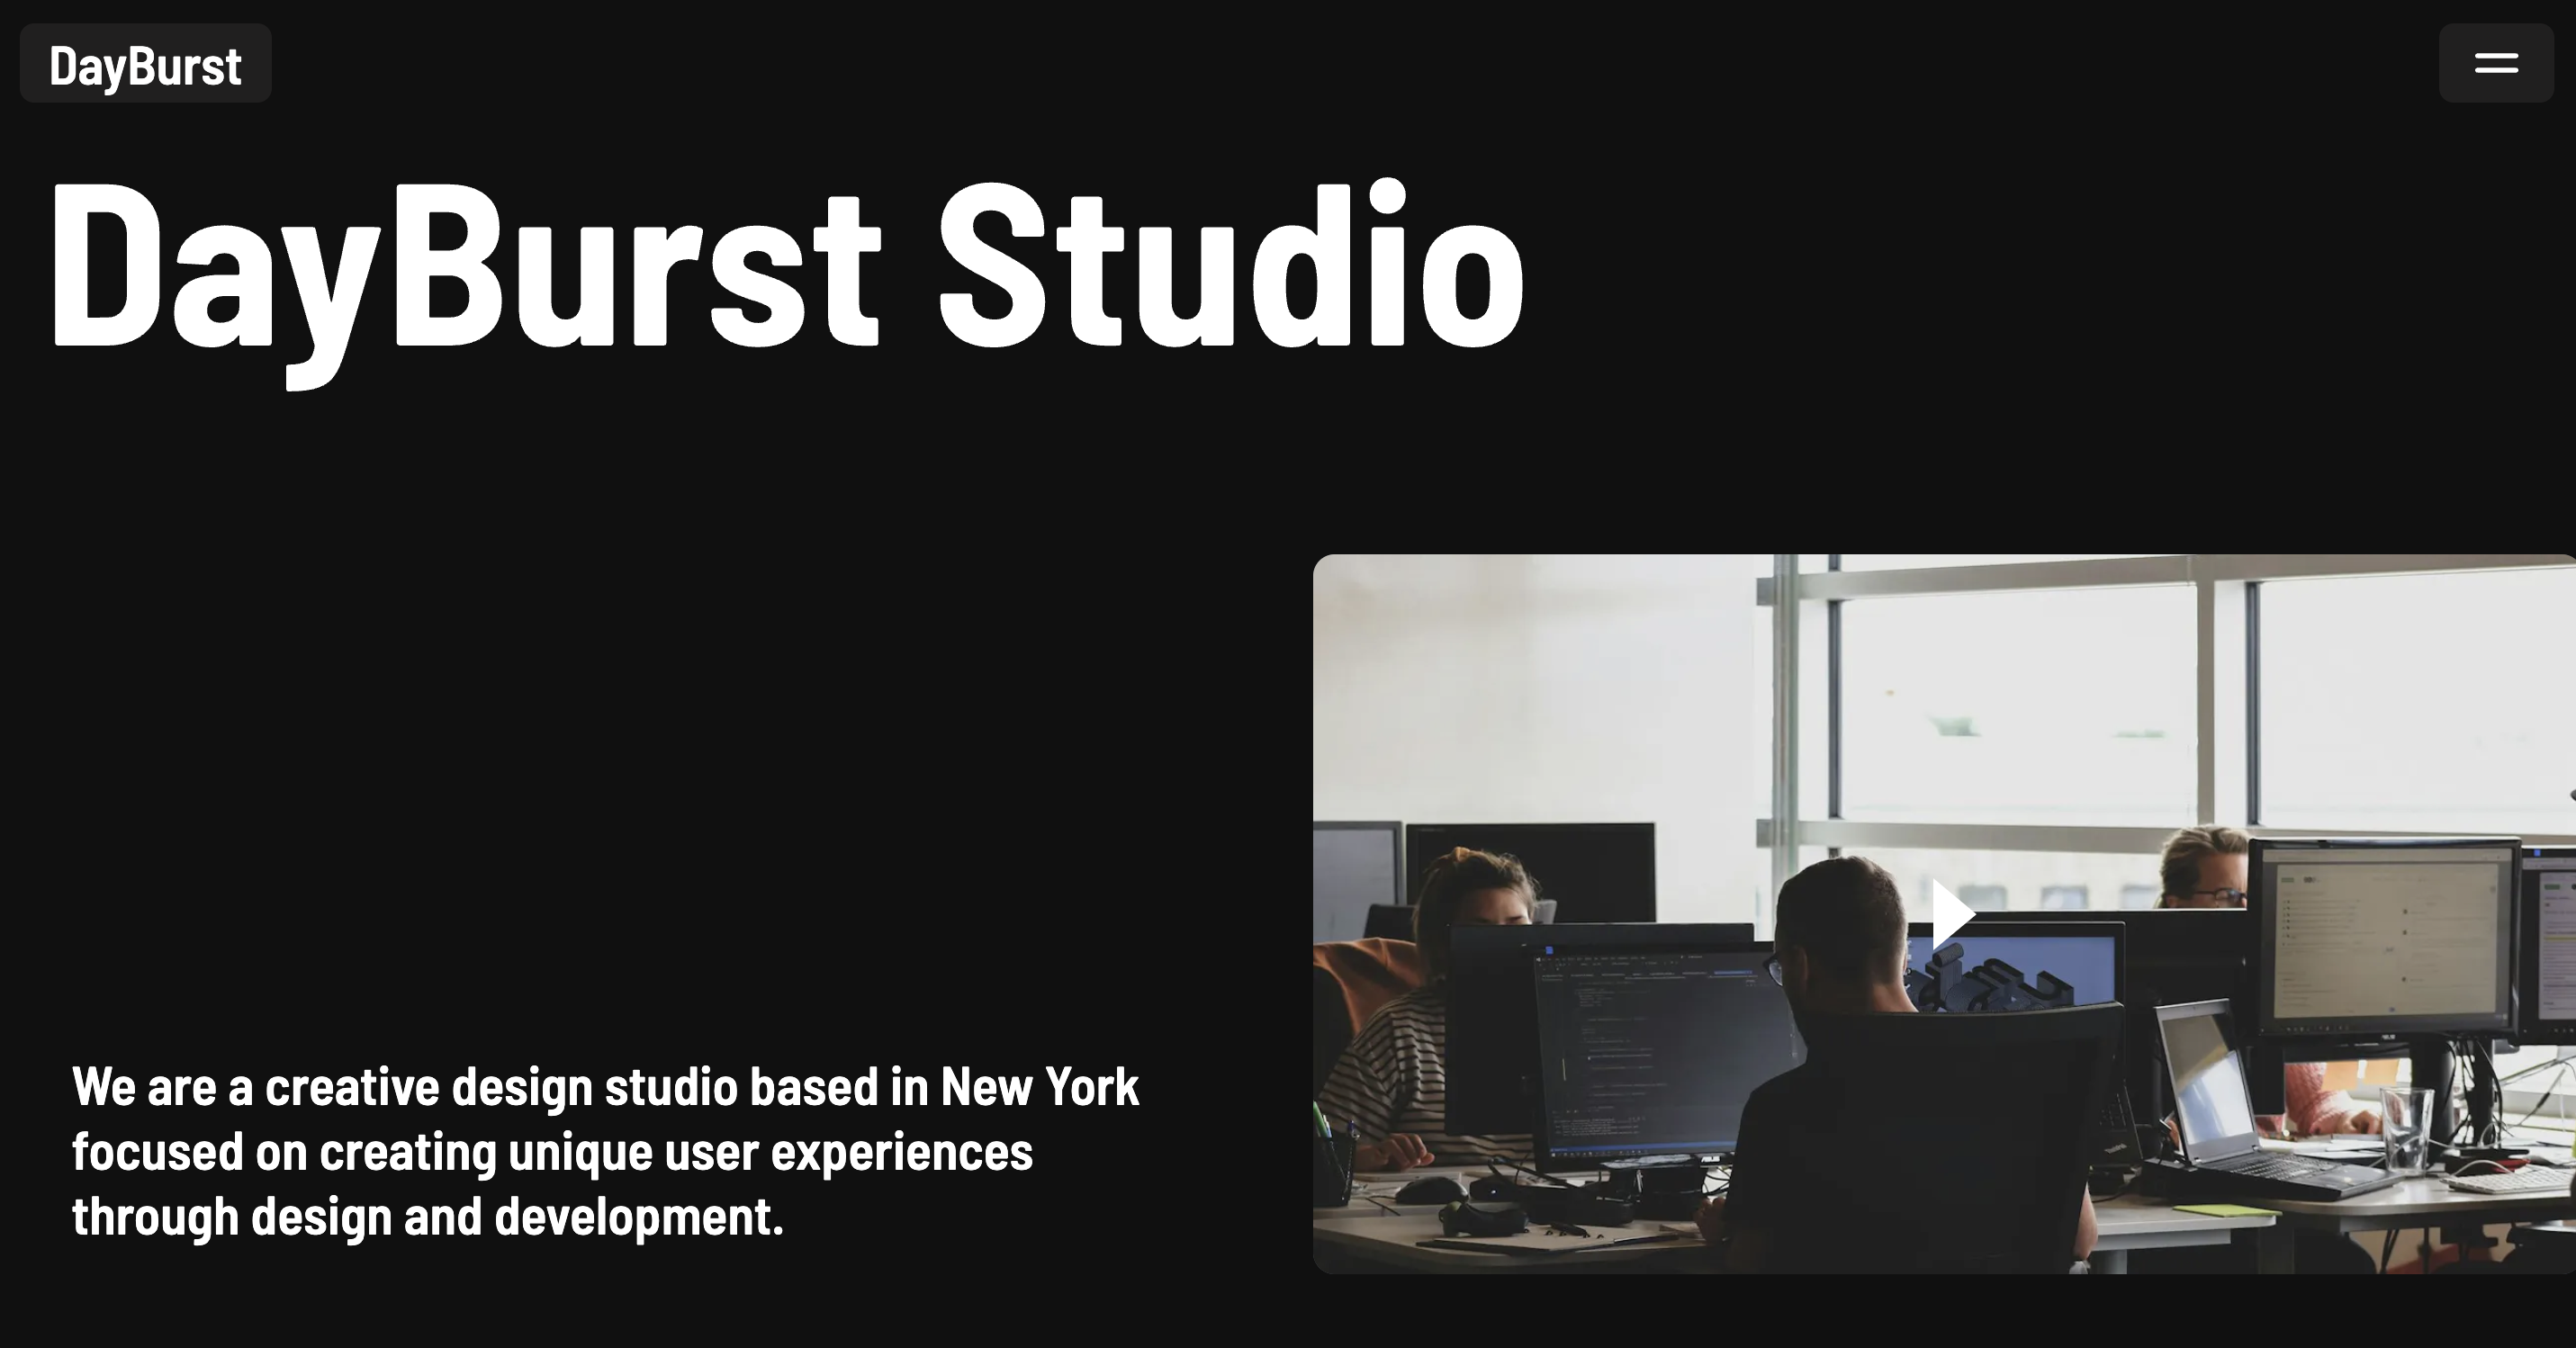 DayBurst
DayBurst Studio
We are a creative design studio based in New York
focused on creating unique user experiences
through design and development.